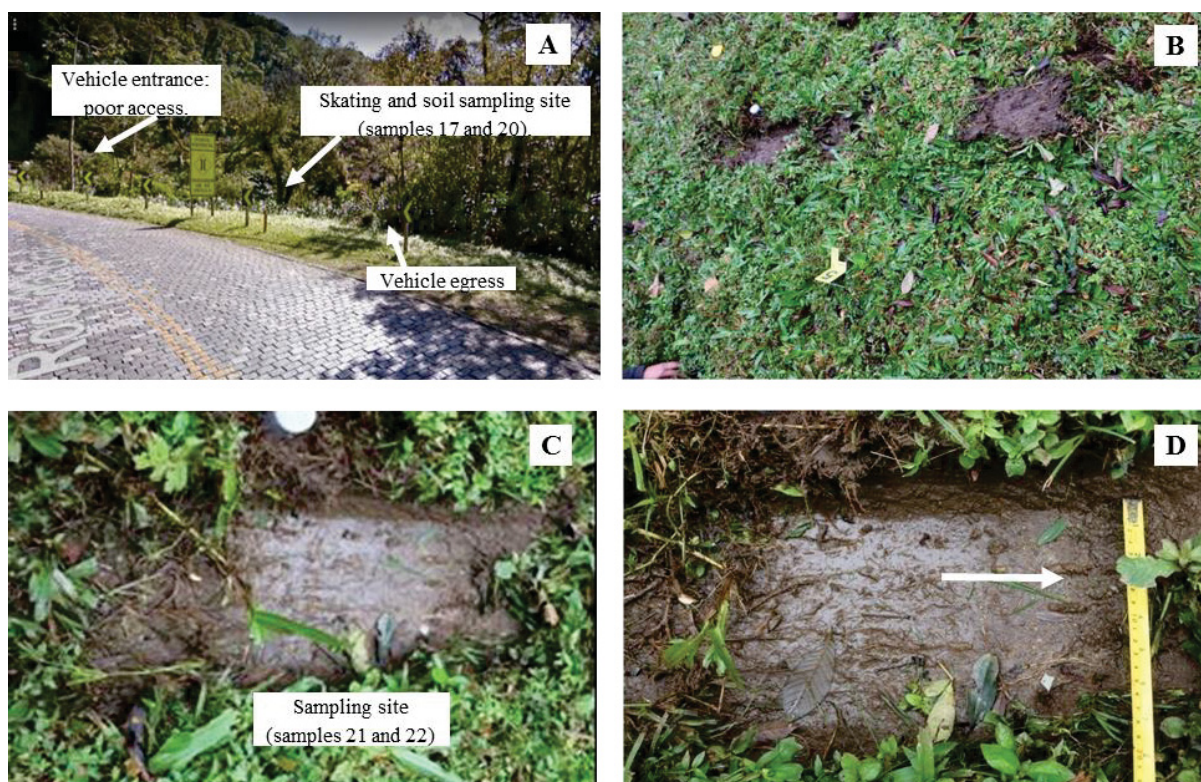 A
Vehicle entrance:
poor access.
Skating and soil sampling site
(samples 17 and 20)
Vehicle egress
B
C
Sampling site
(samples 21 and 22)
D